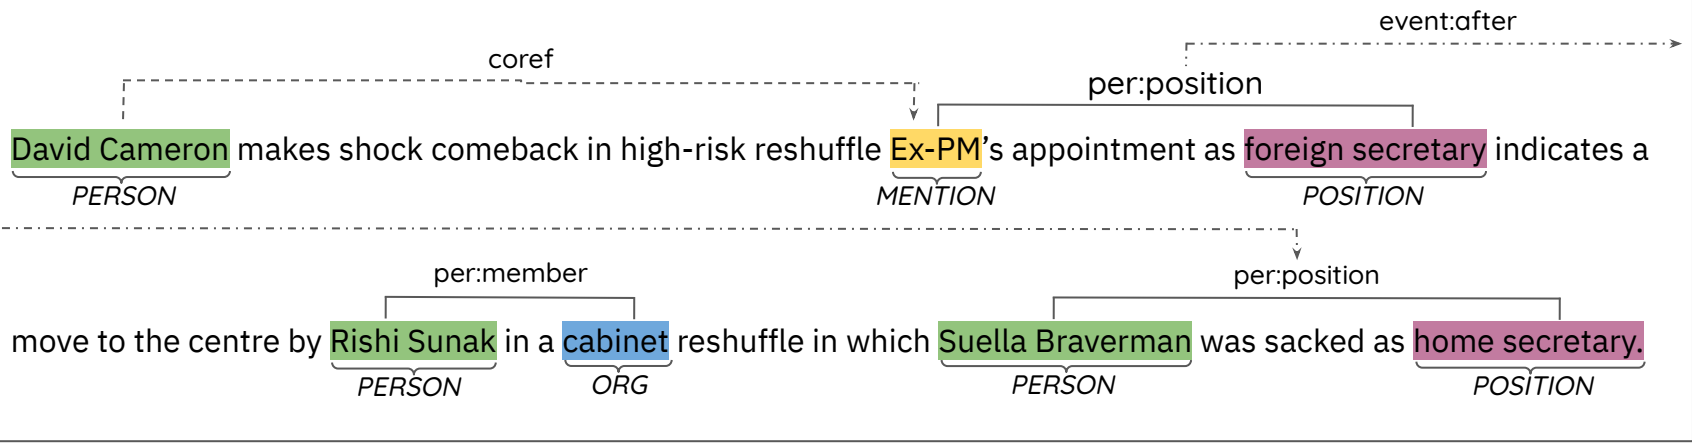 event:after
coref
per:position
David Cameron makes shock comeback in high-risk reshuffle Ex-PM’s appointment as foreign secretary indicates a
PERSON MENTION POSITION
per:member per:position
move to the centre by Rishi Sunak in a cabinet reshuffle in which Suella Braverman was sacked as home secretary.
PERSON ORG PERSON POSITION